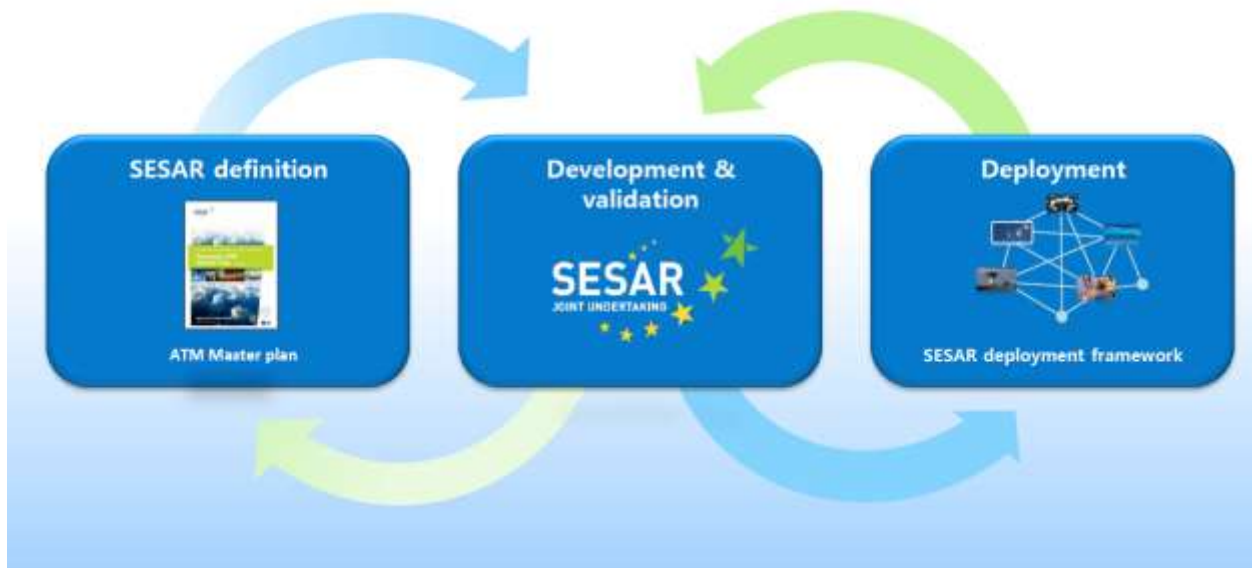 SESAR definition
ATM Master plan
Development &
validation
SESAR
JOINT UNDERTAKING
Deployment
SESAR deployment framework